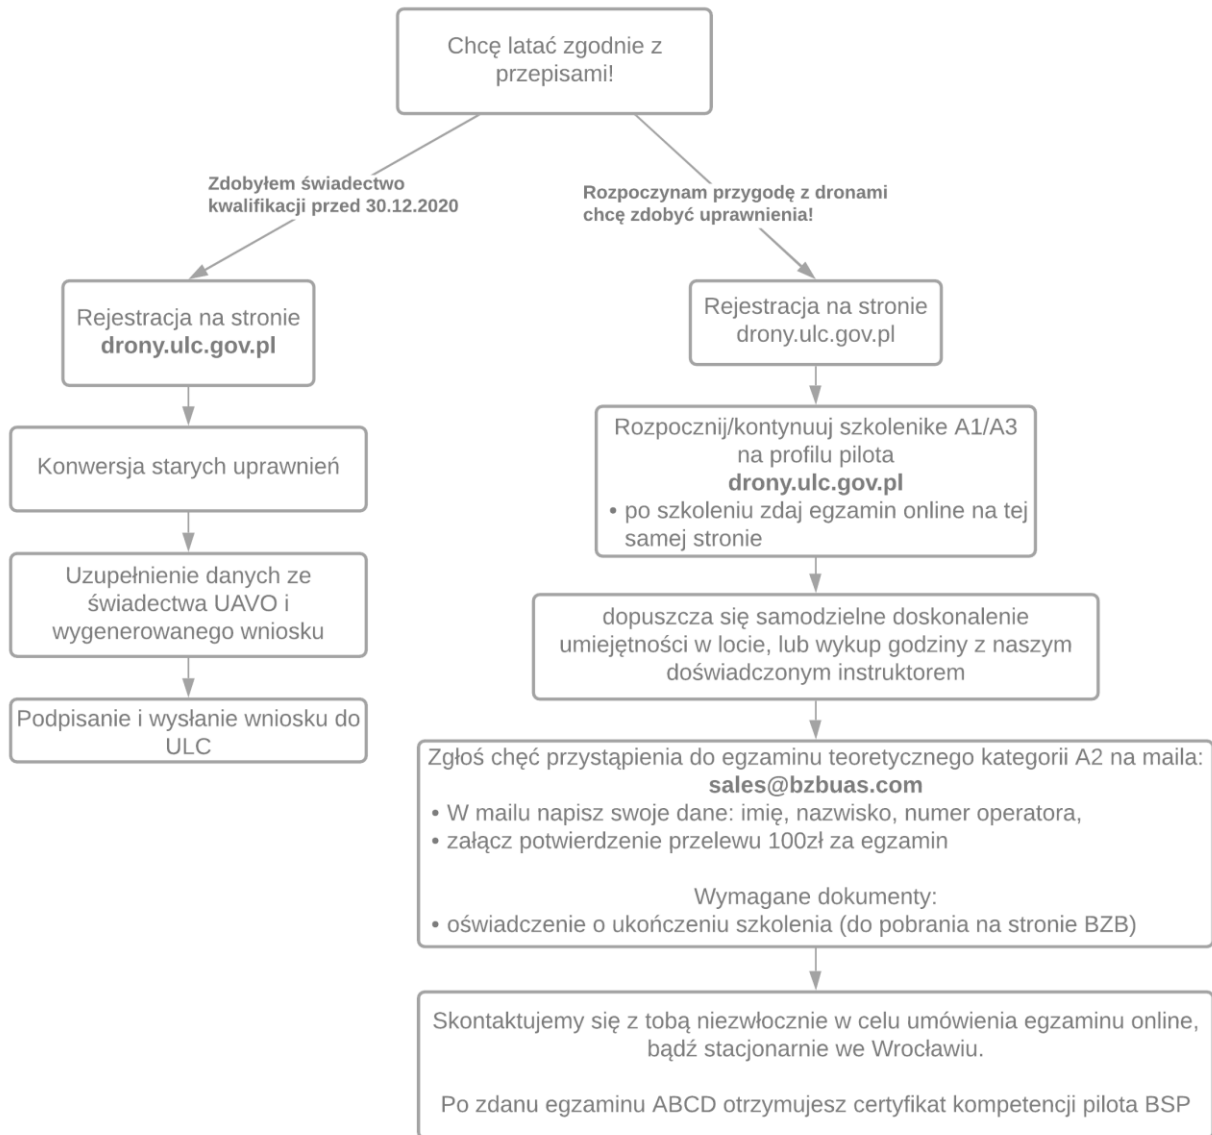 Chcę latać zgodnie z
przepisami!
Zdobyłem świadectwo
kwalifikacji przed 30.12.2020
Rejestracja na stronie
drony.ulc.gov.pl
Konwersja starych uprawnień
Uzupełnienie danych ze
świadectwa UAVO i
wygenerowanego wniosku
Podpisanie i wysłanie wniosku do
ULC
Rozpoczynam przygodę z dronami
chcę zdobyć uprawnienia!
Rejestracja na stronie
drony.ulc.gov.pl
Rozpocznij/kontynuuj szkolenike A1/A3
na profilu pilota
drony.ulc.gov.pl
• po szkoleniu zdaj egzamin online na tej
samej stronie
dopuszcza się samodzielne doskonalenie
umiejętności w locie, lub wykup godziny z naszym
doświadczonym instruktorem
Zgłoś chęć przystąpienia do egzaminu teoretycznego kategorii A2 na maila:
sales@bzbuas.com
• W mailu napisz swoje dane: imię, nazwisko, numer operatora,
• załącz potwierdzenie przelewu 100zł za egzamin
Wymagane dokumenty:
• oświadczenie o ukończeniu szkolenia (do pobrania na stronie BZB)
Skontaktujemy się z tobą niezwłocznie w celu umówienia egzaminu online,
bądź stacjonarnie we Wrocławiu.
Po zdanu egzaminu ABCD otrzymujesz certyfikat kompetencji pilota BSP